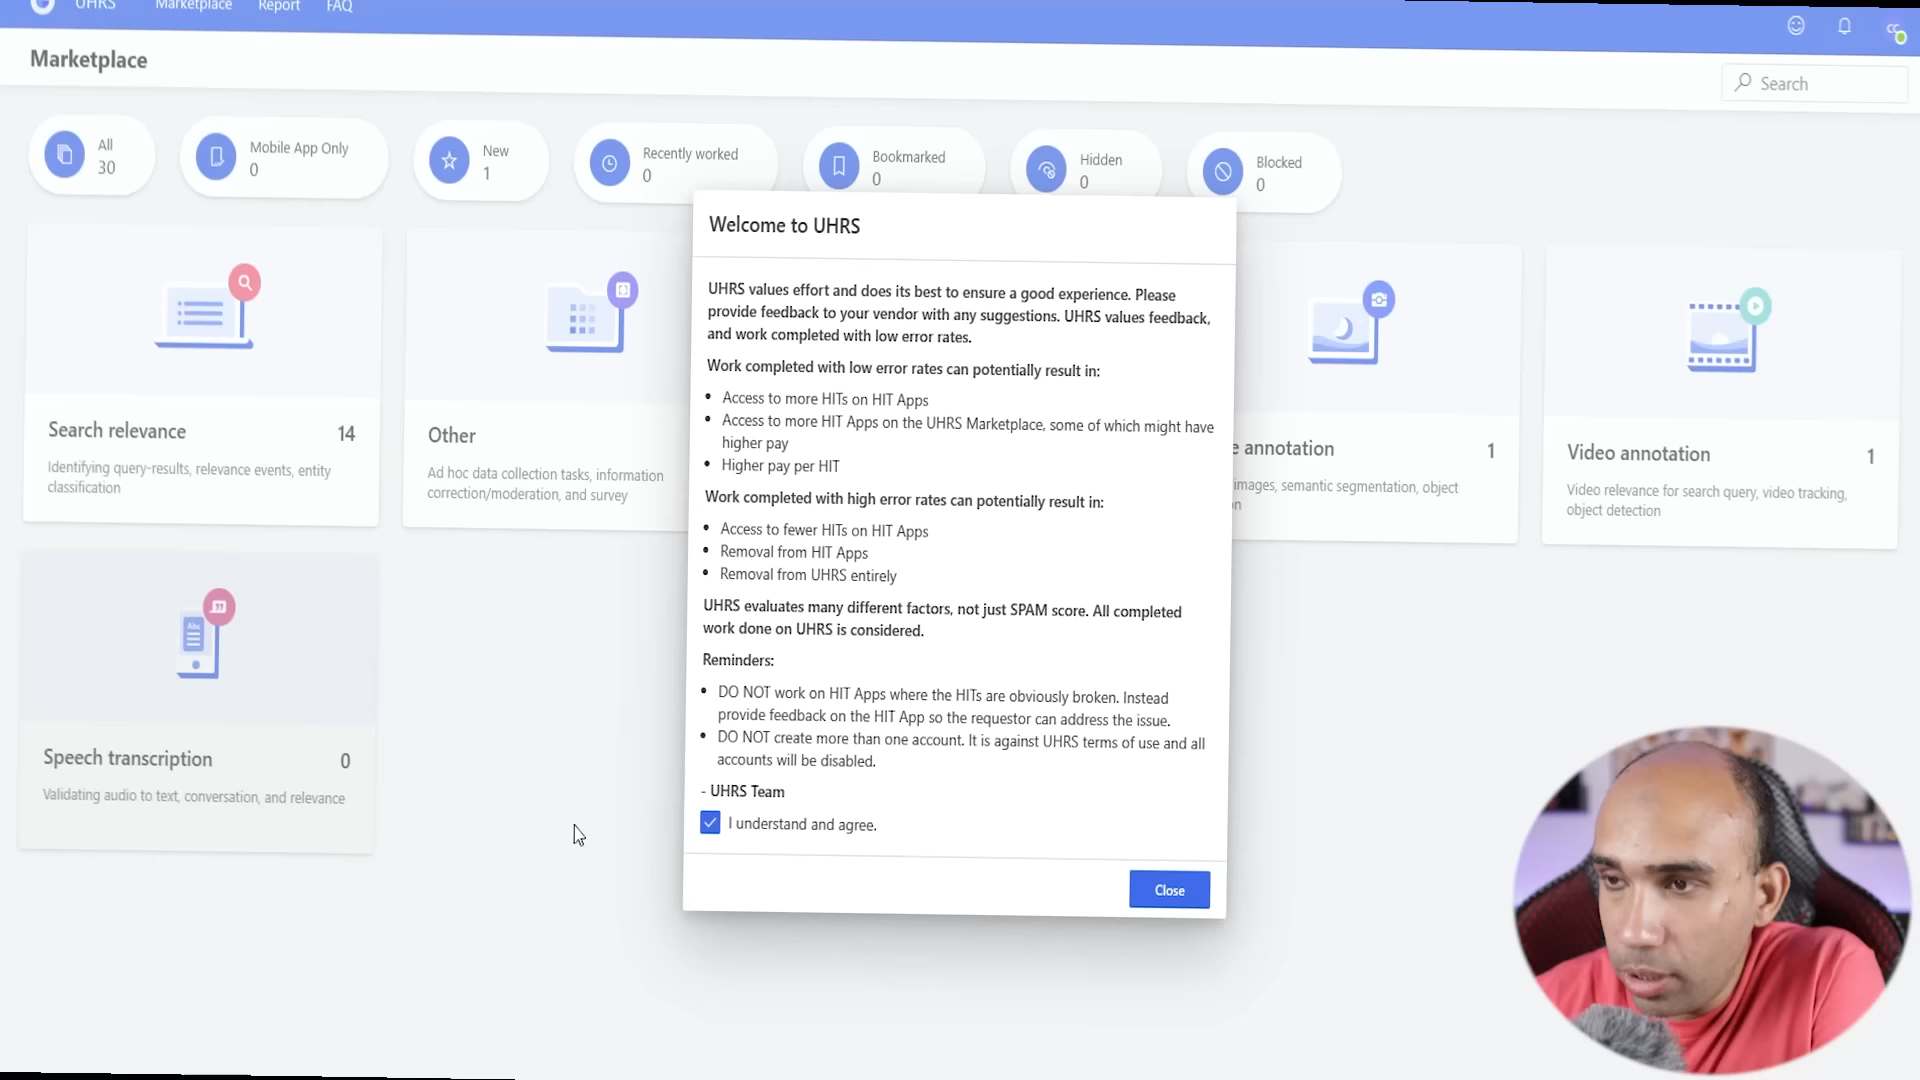 UHRS Marketplace Report FAQ
CC
Marketplace
Search
All
30
Mobile App Only
0
New
1
Recently worked
0
Bookmarked
0
Hidden
0
Blocked
0
Welcome to UHRS
UHRS values effort and does its best to ensure a good experience. Please
provide feedback to your vendor with any suggestions. UHRS values feedback,
and work completed with low error rates.
Work completed with low error rates can potentially result in:
• Access to more HITs on HIT Apps
• Access to more HIT Apps on the UHRS Marketplace, some of which might have
higher pay
• Higher pay per HIT
Work completed with high error rates can potentially result in:
• Access to fewer HITs on HIT Apps
• Removal from HIT Apps
• Removal from UHRS entirely
UHRS evaluates many different factors, not just SPAM score. All completed
work done on UHRS is considered.
Reminders:
• DO NOT work on HIT Apps where the HITs are obviously broken. Instead
provide feedback on the HIT App so the requestor can address the issue.
• DO NOT create more than one account. It is against UHRS terms of use and all
accounts will be disabled.
- UHRS Team
I understand and agree.
Close
Search relevance 14
Identifying query-results, relevance events, entity
classification
Other
Ad hoc data collection tasks, information
correction/moderation, and survey
annotation 1
images, semantic segmentation, object
Video annotation 1
Video relevance for search query, video tracking,
object detection
Abc
Speech transcription 0
Validating audio to text, conversation, and relevance